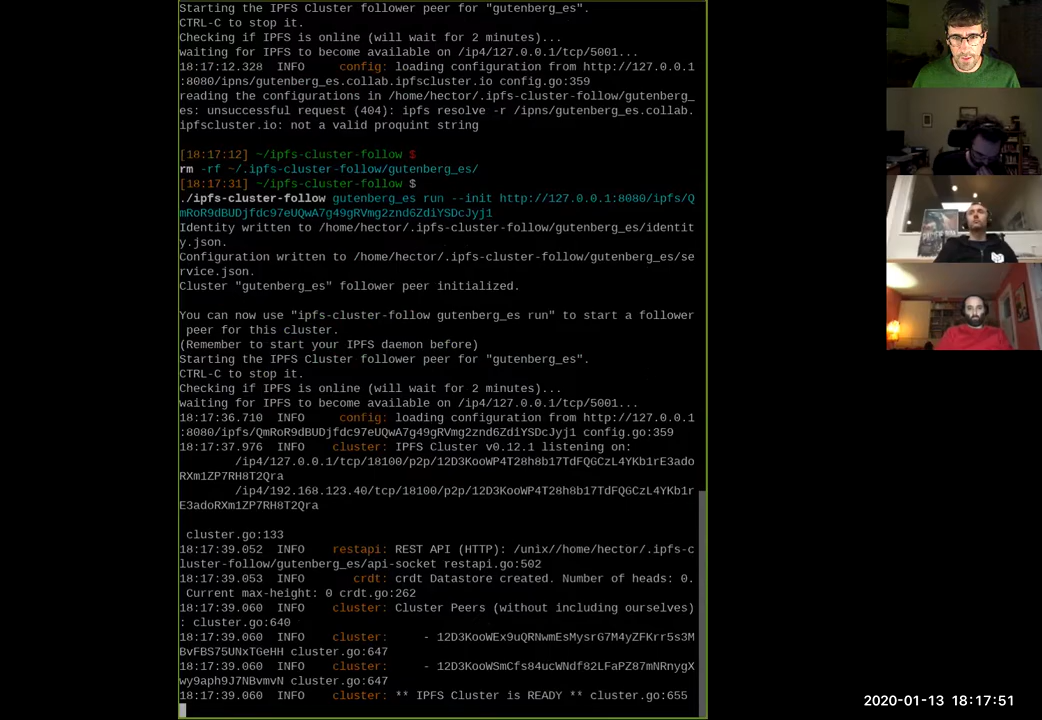 Starting the IPFS Cluster follower peer for "gutenberg_es".
CTRL-C to stop it.
Checking if IPFS is online (will wait for 2 minutes)...
waiting for IPFS to become available on /ip4/127.0.0.1/tcp/5001...
18:17:12.328  INFO     config: loading configuration from http://127.0.0.1
:8080/ipns/gutenberg_es.collab.ipfscluster.io config.go:359
reading the configurations in /home/hector/.ipfs-cluster-follow/gutenberg_
es: unsuccessful request (404): ipfs resolve -r /ipns/gutenberg_es.collab.
ipfscluster.io: not a valid proquint string
[18:17:12] ~/ipfs-cluster-follow $
rm -rf ~/.ipfs-cluster-follow/gutenberg_es/
[18:17:31] ~/ipfs-cluster-follow $
./ipfs-cluster-follow gutenberg_es run --init http://127.0.0.1:8080/ipfs/Q
mRoR9dBUDjfdc97eUQwA7g49gRVmg2znd6ZdiYSDcJyj1
Identity written to /home/hector/.ipfs-cluster-follow/gutenberg_es/identit
y.json.
Configuration written to /home/hector/.ipfs-cluster-follow/gutenberg_es/se
rvice.json.
Cluster "gutenberg_es" follower peer initialized.
You can now use "ipfs-cluster-follow gutenberg_es run" to start a follower
 peer for this cluster.
(Remember to start your IPFS daemon before)
Starting the IPFS Cluster follower peer for "gutenberg_es".
CTRL-C to stop it.
Checking if IPFS is online (will wait for 2 minutes)...
waiting for IPFS to become available on /ip4/127.0.0.1/tcp/5001...
18:17:36.710  INFO     config: loading configuration from http://127.0.0.1
:8080/ipfs/QmRoR9dBUDjfdc97eUQwA7g49gRVmg2znd6ZdiYSDcJyj1 config.go:359
18:17:37.976  INFO    cluster: IPFS Cluster v0.12.1 listening on:
        /ip4/127.0.0.1/tcp/18100/p2p/12D3KooWP4T28h8b17TdFQGCzL4YKb1rE3ado
RXm1ZP7RH8T2Qra
        /ip4/192.168.123.40/tcp/18100/p2p/12D3KooWP4T28h8b17TdFQGCzL4YKb1r
E3adoRXm1ZP7RH8T2Qra
 cluster.go:133
18:17:39.052  INFO    restapi: REST API (HTTP): /unix//home/hector/.ipfs-c
luster-follow/gutenberg_es/api-socket restapi.go:502
18:17:39.053  INFO       crdt: crdt Datastore created. Number of heads: 0.
 Current max-height: 0 crdt.go:262
18:17:39.060  INFO    cluster: Cluster Peers (without including ourselves)
: cluster.go:640
18:17:39.060  INFO    cluster:     - 12D3KooWEx9uQRNwmEsMysrG7M4yZFKrr5s3M
BvFBS75UNxTGeHH cluster.go:647
18:17:39.060  INFO    cluster:     - 12D3KooWSmCfs84ucWNdf82LFaPZ87mNRnygX
wy9aph9J7NBvmvN cluster.go:647
18:17:39.060  INFO    cluster: ** IPFS Cluster is READY ** cluster.go:655
2020-01-13 18:17:51